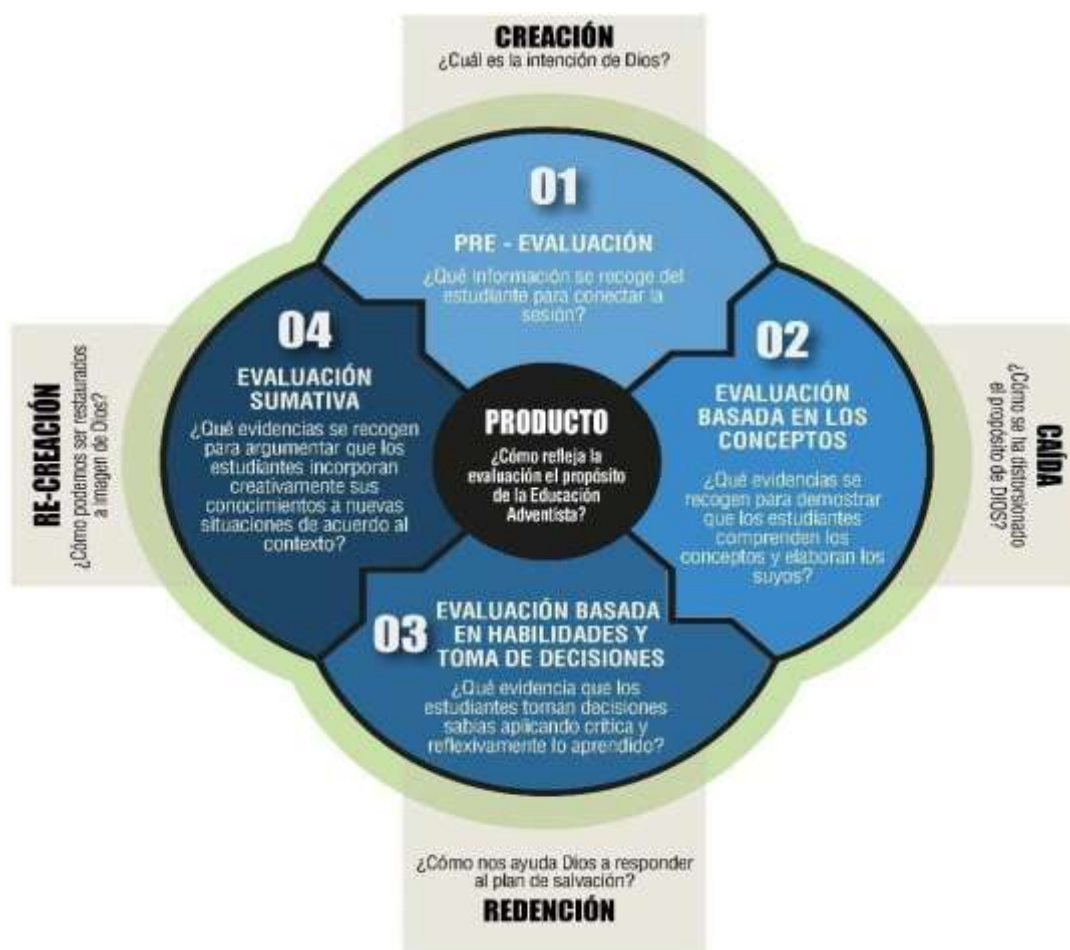 CREACIÓN
¿Cuál es la intención de Dios?
01
PRE - EVALUACIÓN
¿Qué información se recoge del
estudiante para conectar la
sesión?
02
EVALUACIÓN
BASADA EN LOS
CONCEPTOS
¿Qué evidencias se
recogen para demostrar
que los estudiantes
comprenden los
conceptos y elaboran los
suyos?
CAÍDA
¿Cómo se ha distorsionado
el propósito de DIOS?
PRODUCTO
¿Cómo refleja la
evaluación el propósito
de la Educación
Adventista?
03
EVALUACIÓN BASADA
EN HABILIDADES Y
TOMA DE DECISIONES
¿Qué evidencia que los
estudiantes toman decisiones
sabias aplicando crítica y
reflexivamente lo aprendido?
¿Cómo nos ayuda Dios a responder
al plan de salvación?
REDENCIÓN
04
EVALUACIÓN
SUMATIVA
¿Qué evidencias se recogen
para argumentar que los
estudiantes incorporan
creativamente sus
conocimientos a nuevas
situaciones de acuerdo al
contexto?
RE-CREACIÓN
¿Cómo podemos ser restaurados
a imagen de Dios?